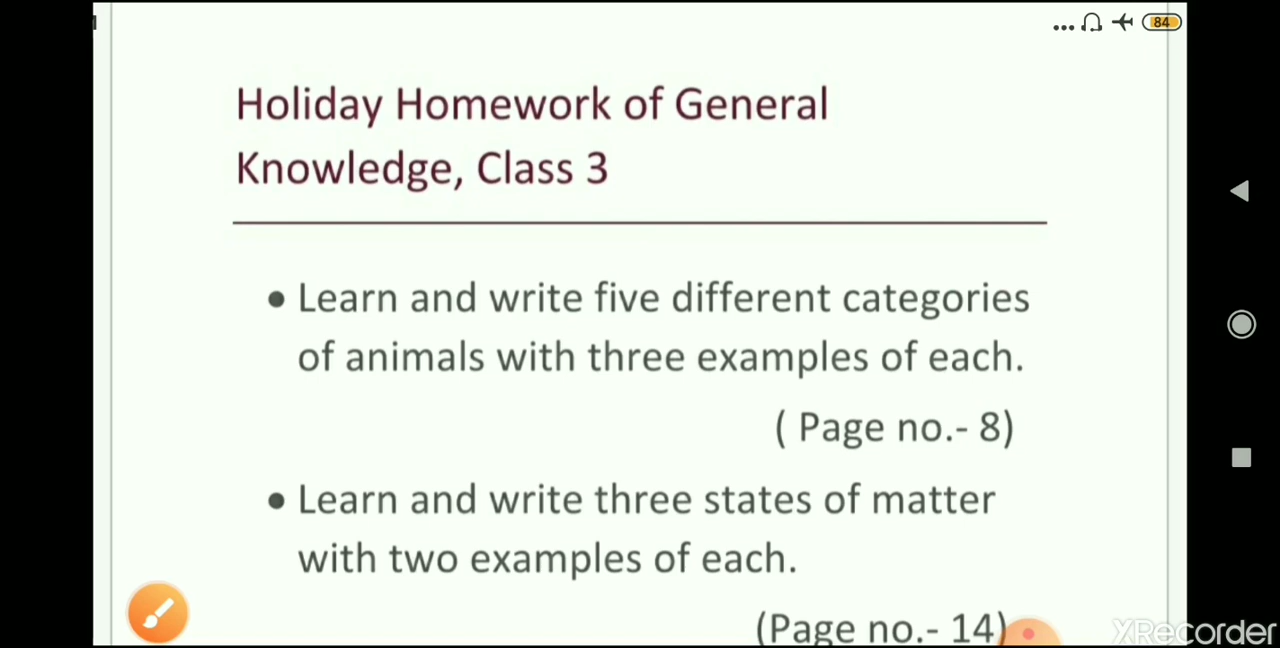 84
Holiday Homework of General
Knowledge, Class 3
• Learn and write five different categories
of animals with three examples of each.
( Page no.- 8)
• Learn and write three states of matter
with two examples of each.
(Page no.- 14)
XRecorder